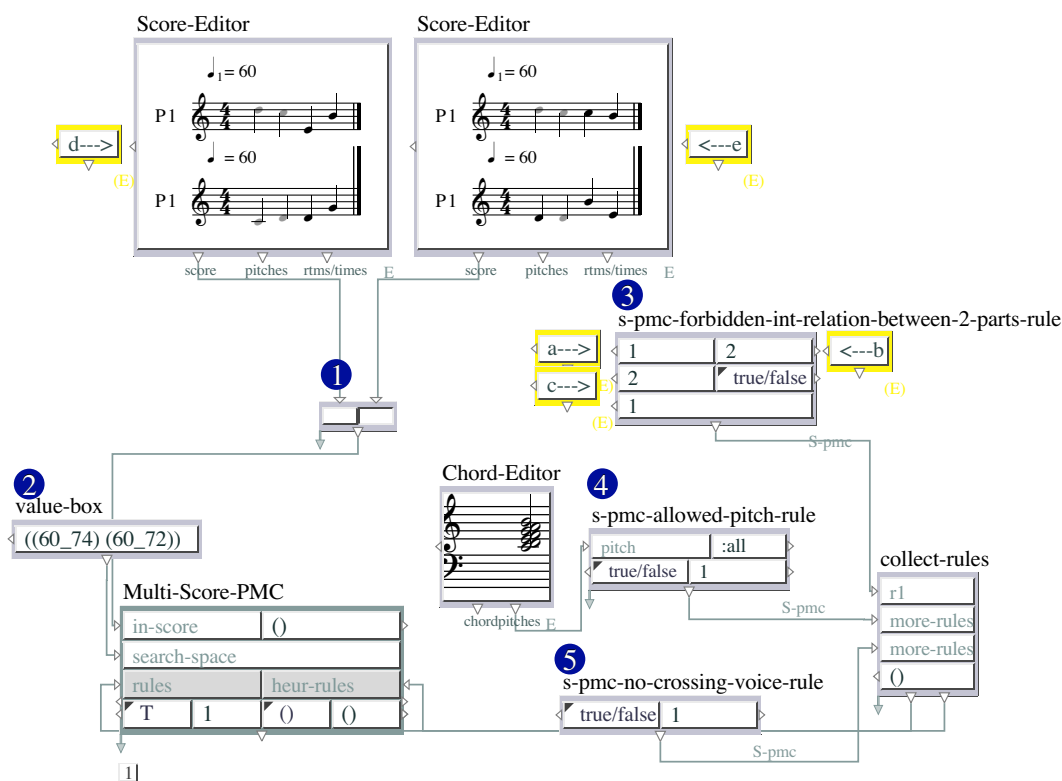 Score-Editor
Score-Editor
1= 60
1= 60
P1
P1
d--->
<---e
= 60
= 60
(E)
(E)
P1
P1
score pitches rtms/times E
score pitches rtms/times E
3
s-pmc-forbidden-int-relation-between-2-parts-rule
a--->
1 2
<---b
1
c--->
(E)
2 true/false
(E)
1
(E)
S-pmc
2
value-box
((60_74) (60_72))
Chord-Editor
4
s-pmc-allowed-pitch-rule
pitch :all
true/false 1
collect-rules
r1
more-rules
more-rules
()
S-pmc
chordpitches E
Multi-Score-PMC
in-score ()
search-space
rules heur-rules
T 1 () ()
5
s-pmc-no-crossing-voice-rule
true/false 1
S-pmc
1